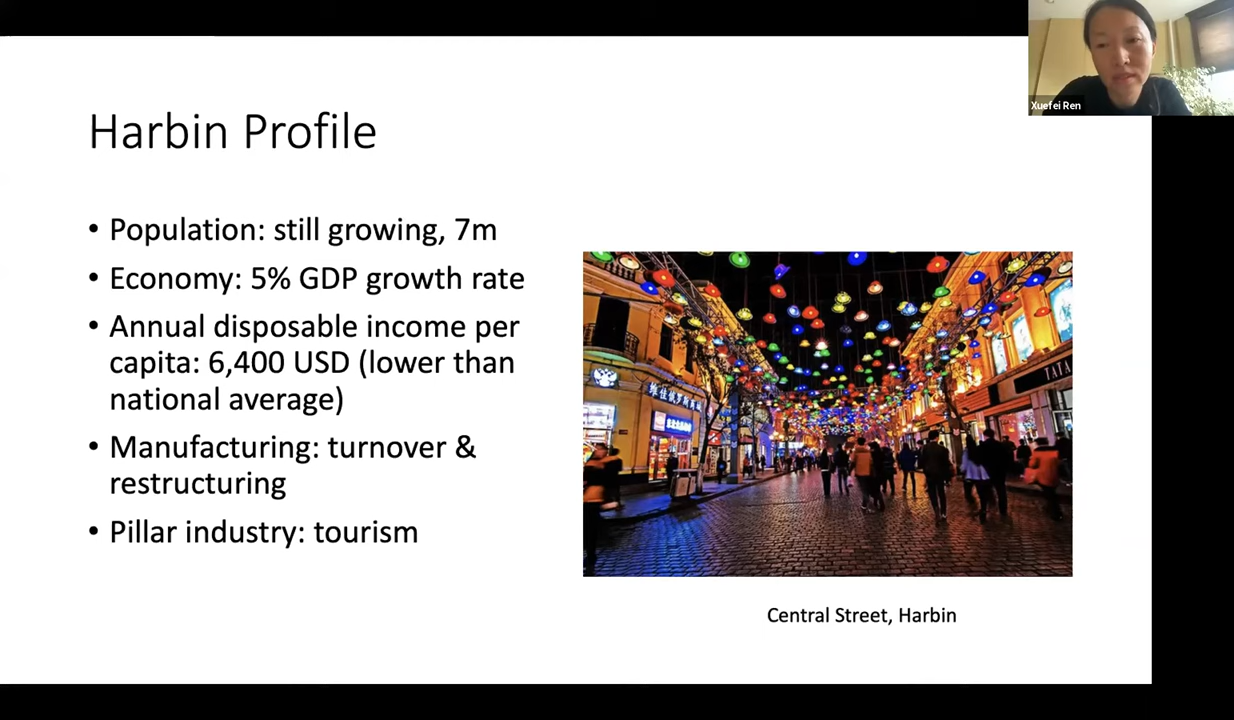 Xuefei Ren
Harbin Profile
• Population: still growing, 7m
• Economy: 5% GDP growth rate
• Annual disposable income per
capita: 6,400 USD (lower than
national average)
• Manufacturing: turnover &
restructuring
• Pillar industry: tourism
TATA
Central Street, Harbin